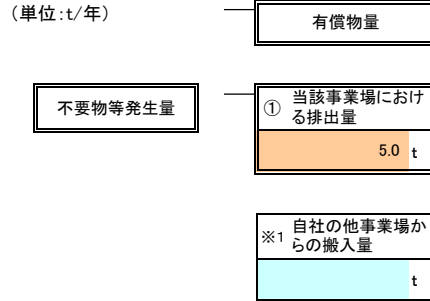 （単位:t/年）
有償物量
不要物等発生量
① 当該事業場におけ
る排出量
5.0 t
※1 自社の他事業場か
らの搬入量
t